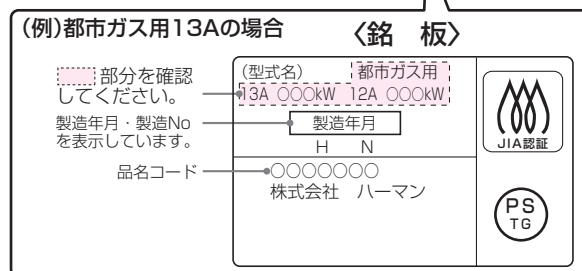 (例)都市ガス用13Aの場合
〈銘 板〉
部分を確認
してください。
製造年月・製造No
を表示しています。
品名コード
(型式名) 都市ガス用
13A ○○○kW 12A ○○○kW
製造年月
H N
○○○○○○○
株式会社 ハーマン
JIA認証
PS
TG